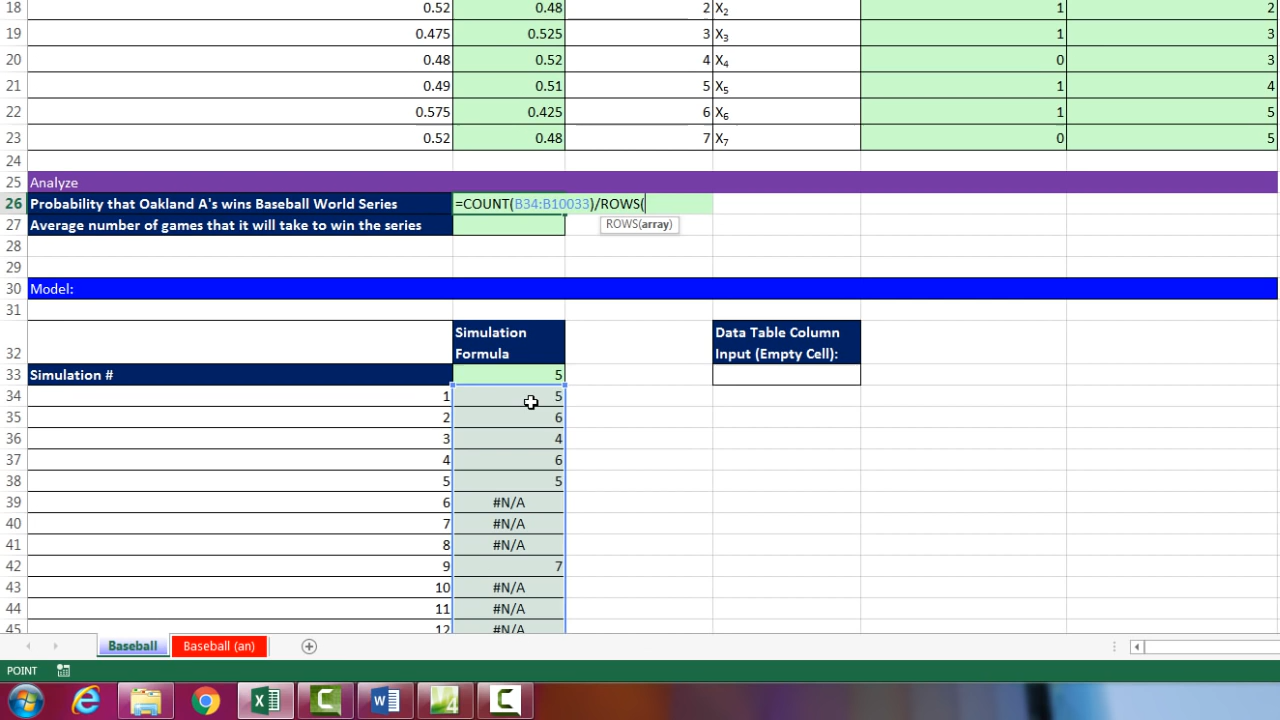 18 0.52 0.48 2 X₂ 1 2
19 0.475 0.525 3 X₃ 1 3
20 0.48 0.52 4 X₄ 0 3
21 0.49 0.51 5 X₅ 1 4
22 0.575 0.425 6 X₆ 1 5
23 0.52 0.48 7 X₇ 0 5
24
25 Analyze
26 Probability that Oakland A's wins Baseball World Series =COUNT(B34:B10033)/ROWS(
27 Average number of games that it will take to win the series ROWS(array)
28
29
30 Model:
31
Simulation Data Table Column
32 Formula Input (Empty Cell):
33 Simulation # 5
34 1 5
35 2 6
36 3 4
37 4 6
38 5 5
39 6 #N/A
40 7 #N/A
41 8 #N/A
42 9 7
43 10 #N/A
44 11 #N/A
45 12 #N/A
Baseball Baseball (an)
POINT